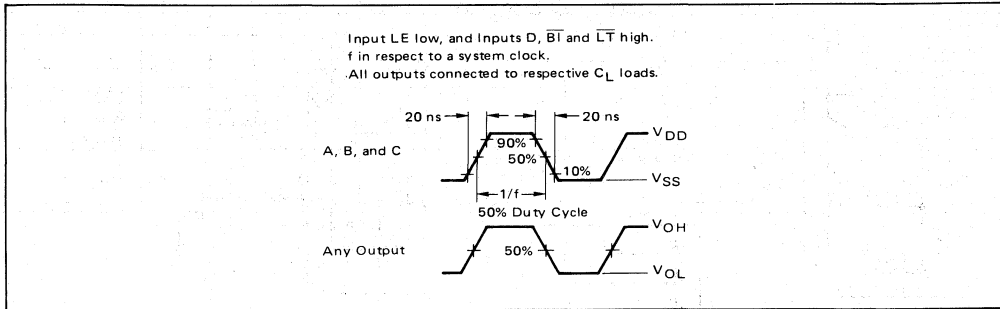 Input LE low, and Inputs D, B̅I̅ and L̅T̅ high.
f in respect to a system clock.
All outputs connected to respective CL loads.
20 ns
20 ns
VDD
A, B, and C
90%
50%
10%
VSS
1/f
50% Duty Cycle
VOH
Any Output
50%
VOL